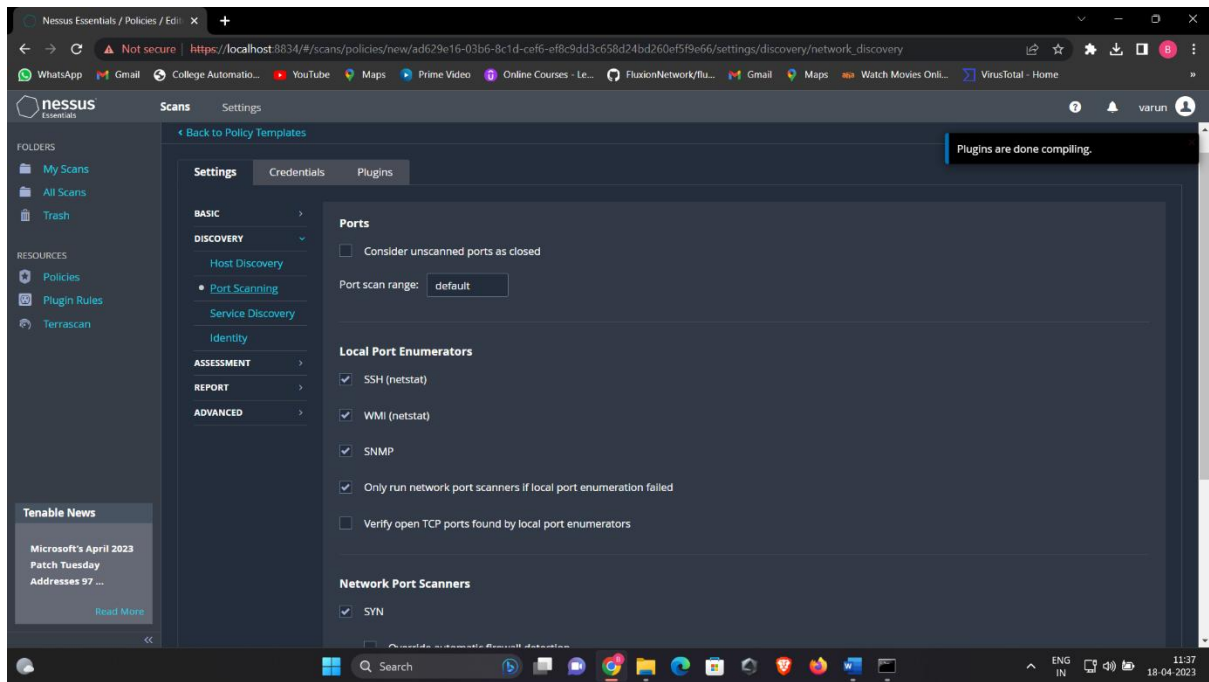 Nessus Essentials / Policies / Edit
Not secure | https://localhost:8834/#/scans/policies/new/ad629e16-03b6-8c1d-cef6-ef8c9dd3c658d24bd260ef5f9e66/settings/discovery/network_discovery
B
WhatsApp Gmail College Automatio... YouTube Maps Prime Video Online Courses - Le... FluxionNetwork/flu... Gmail Maps Watch Movies Onli... VirusTotal - Home »
nessus
Essentials
Scans Settings
varun
FOLDERS
My Scans
All Scans
Trash
RESOURCES
Policies
Plugin Rules
Terrascan
Tenable News
Microsoft's April 2023
Patch Tuesday
Addresses 97 ...
Read More
Back to Policy Templates
Plugins are done compiling.
Settings Credentials Plugins
BASIC
DISCOVERY
Host Discovery
Port Scanning
Service Discovery
Identity
ASSESSMENT
REPORT
ADVANCED
Ports
Consider unscanned ports as closed
Port scan range: default
Local Port Enumerators
SSH (netstat)
WMI (netstat)
SNMP
Only run network port scanners if local port enumeration failed
Verify open TCP ports found by local port enumerators
Network Port Scanners
SYN
Override automatic firewall detection
Search
ENG
IN
11:37
18-04-2023